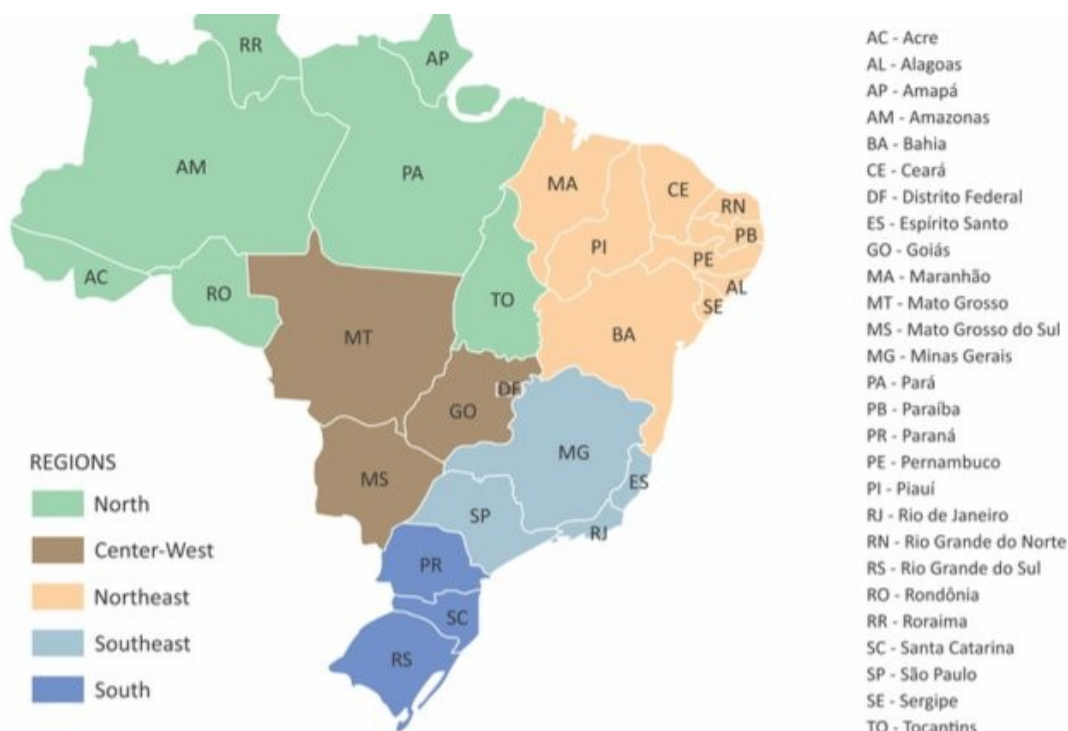 RR
AP
AM
PA
MA
CE
RN
PB
PI
PE
AL
SE
AC
RO
TO
BA
MT
DF
GO
MG
MS
ES
SP
RJ
PR
SC
RS
REGIONS
North
Center-West
Northeast
Southeast
South
AC - Acre
AL - Alagoas
AP - Amapá
AM - Amazonas
BA - Bahia
CE - Ceará
DF - Distrito Federal
ES - Espírito Santo
GO - Goiás
MA - Maranhão
MT - Mato Grosso
MS - Mato Grosso do Sul
MG - Minas Gerais
PA - Pará
PB - Paraíba
PR - Paraná
PE - Pernambuco
PI - Piauí
RJ - Rio de Janeiro
RN - Rio Grande do Norte
RS - Rio Grande do Sul
RO - Rondônia
RR - Roraima
SC - Santa Catarina
SP - São Paulo
SE - Sergipe
TO - Tocantins